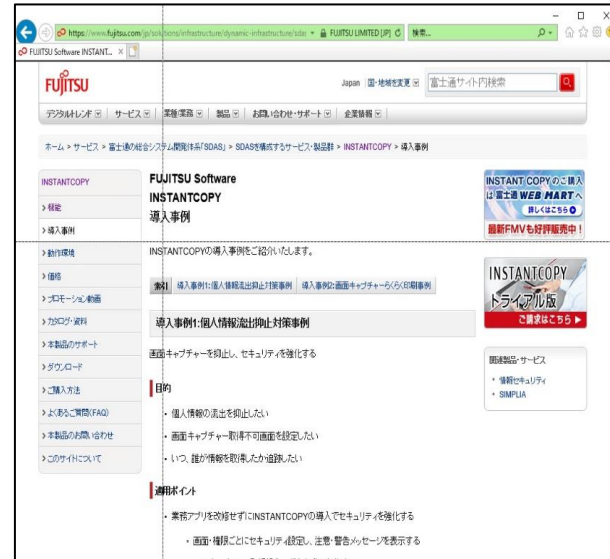 https://www.fujitsu.com/jp/solutions/infrastructure/dynamic-infrastructure/sdas
FUJITSU LIMITED [JP]
検索...
FUJITSU Software INSTANT...
FUJITSU
Japan 国・地域を変更
富士通サイト内検索
デジタルトレンド サービス 業種/業務 製品 お問い合わせ・サポート 企業情報
ホーム > サービス > 富士通の総合システム開発体系「SDAS」 > SDASを構成するサービス・製品群 > INSTANTCOPY > 導入事例
INSTANTCOPY
> 機能
> 導入事例
> 動作環境
> 価格
> プロモーション動画
> カタログ・資料
> 本製品のサポート
> ダウンロード
> ご購入方法
> よくあるご質問(FAQ)
> 本製品のお問い合わせ
> このサイトについて
FUJITSU Software
INSTANTCOPY
導入事例
INSTANTCOPYの導入事例をご紹介いたします。
索引 導入事例1:個人情報流出抑止対策事例 導入事例2:画面キャプチャーらくらく印刷事例
導入事例1:個人情報流出抑止対策事例
画面キャプチャーを抑止し、セキュリティを強化する
目的
・ 個人情報の流出を抑止したい
・ 画面キャプチャー取得不可画面を設定したい
・ いつ、誰が情報を取得したか追跡したい
適用ポイント
・ 業務アプリを改修せずにINSTANTCOPYの導入でセキュリティを強化する
・ 画面・権限ごとにセキュリティ設定し、注意・警告メッセージを表示する
INSTANT COPYのご購入
は 富士通 WEB MART へ
詳しくはこちら
最新FMVも好評販売中！
INSTANTCOPY
トライアル版
ご請求はこちら
関連製品・サービス
・ 情報セキュリティ
・ SIMPLIA